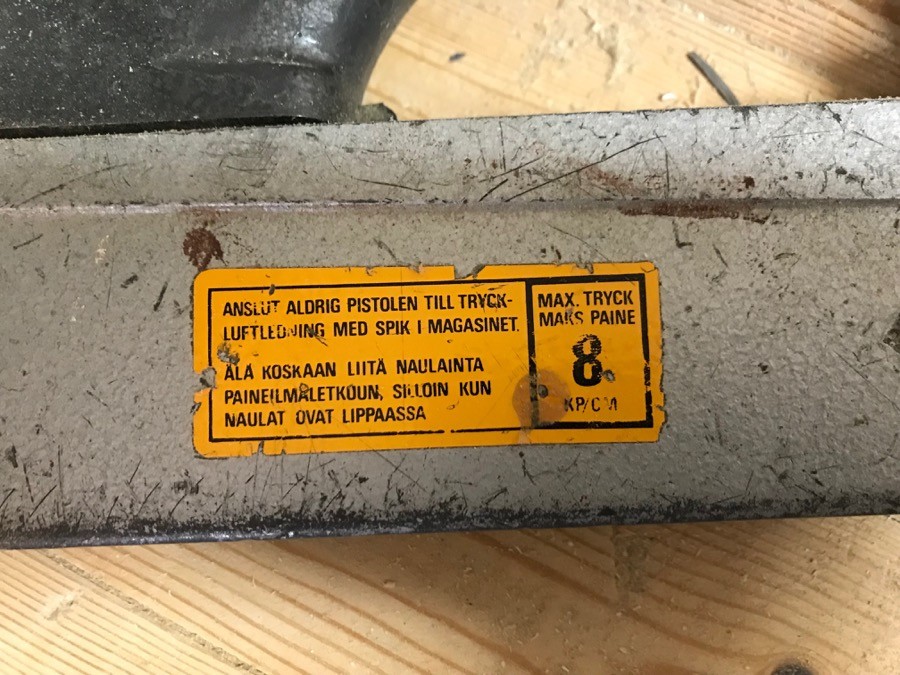 ANSLUT ALDRIG PISTOLEN TILL TRYCK-
LUFTLEDNING MED SPIK I MAGASINET.
ÄLÄ KOSKAAN LIITÄ NAULAINTA
PAINEILMALETKOUN, SILLOIN KUN
NAULAT OVAT LIPPAASSA
MAX. TRYCK
MAKS PAINE
8
KP/CM